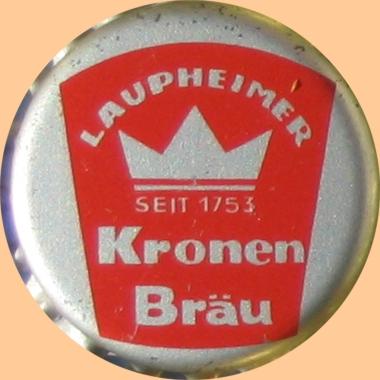 LAUPHEIMER
SEIT 1753
Kronen
Bräu